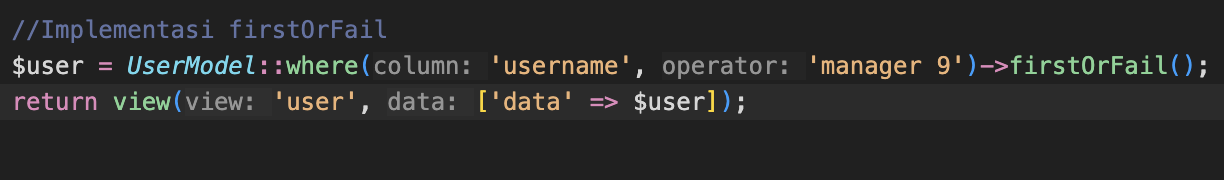 //Implementasi firstOrFail
$user = UserModel::where(column: 'username', operator: 'manager 9')->firstOrFail();
return view(view: 'user', data: ['data' => $user]);